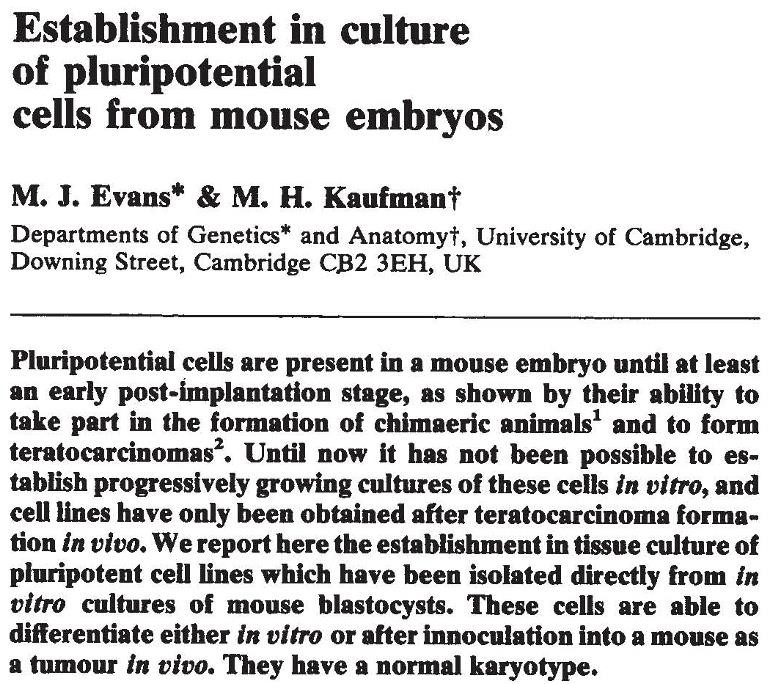 Establishment in culture
of pluripotential
cells from mouse embryos
M. J. Evans* & M. H. Kaufman†
Departments of Genetics* and Anatomy†, University of Cambridge,
Downing Street, Cambridge CB2 3EH, UK
Pluripotential cells are present in a mouse embryo until at least
an early post-implantation stage, as shown by their ability to
take part in the formation of chimaeric animals¹ and to form
teratocarcinomas². Until now it has not been possible to es-
tablish progressively growing cultures of these cells in vitro, and
cell lines have only been obtained after teratocarcinoma forma-
tion in vivo. We report here the establishment in tissue culture of
pluripotent cell lines which have been isolated directly from in
vitro cultures of mouse blastocysts. These cells are able to
differentiate either in vitro or after innoculation into a mouse as
a tumour in vivo. They have a normal karyotype.